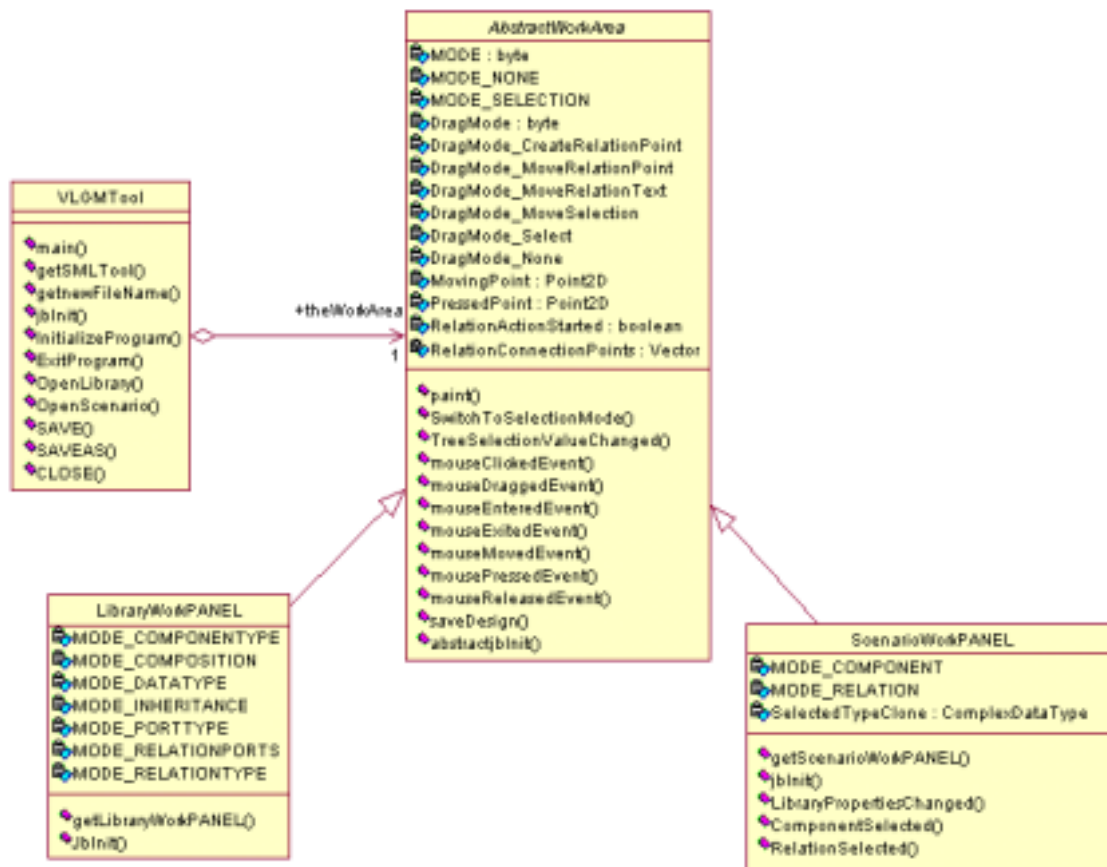 AbstractWorkArea
MODE : byte
MODE_NONE
MODE_SELECTION
DragMode : byte
DragMode_CreateRelationPoint
DragMode_MoveRelationPoint
DragMode_MoveRelationText
DragMode_MoveSelection
DragMode_Select
DragMode_None
MovingPoint : Point2D
PressedPoint : Point2D
RelationActionStarted : boolean
RelationConnectionPoints : Vector
paint()
SwitchToSelectionMode()
TreeSelectionValueChanged()
mouseClickedEvent()
mouseDraggedEvent()
mouseEnteredEvent()
mouseExitedEvent()
mouseMovedEvent()
mousePressedEvent()
mouseReleasedEvent()
saveDesign()
abstractjbInit()
VLGMTool
main()
getSMLTool()
getnewFileName()
jbInit()
InitializeProgram()
ExitProgram()
OpenLibrary()
OpenScenario()
SAVE()
SAVEAS()
CLOSE()
+theWorkArea
1
LibraryWorkPANEL
MODE_COMPONENTYPE
MODE_COMPOSITION
MODE_DATATYPE
MODE_INHERITANCE
MODE_PORTTYPE
MODE_RELATIONPORTS
MODE_RELATIONTYPE
getLibraryWorkPANEL()
JbInit()
ScenarioWorkPANEL
MODE_COMPONENT
MODE_RELATION
SelectedTypeClone : ComplexDataType
getScenarioWorkPANEL()
jbInit()
LibraryPropertiesChanged()
ComponentSelected()
RelationSelected()